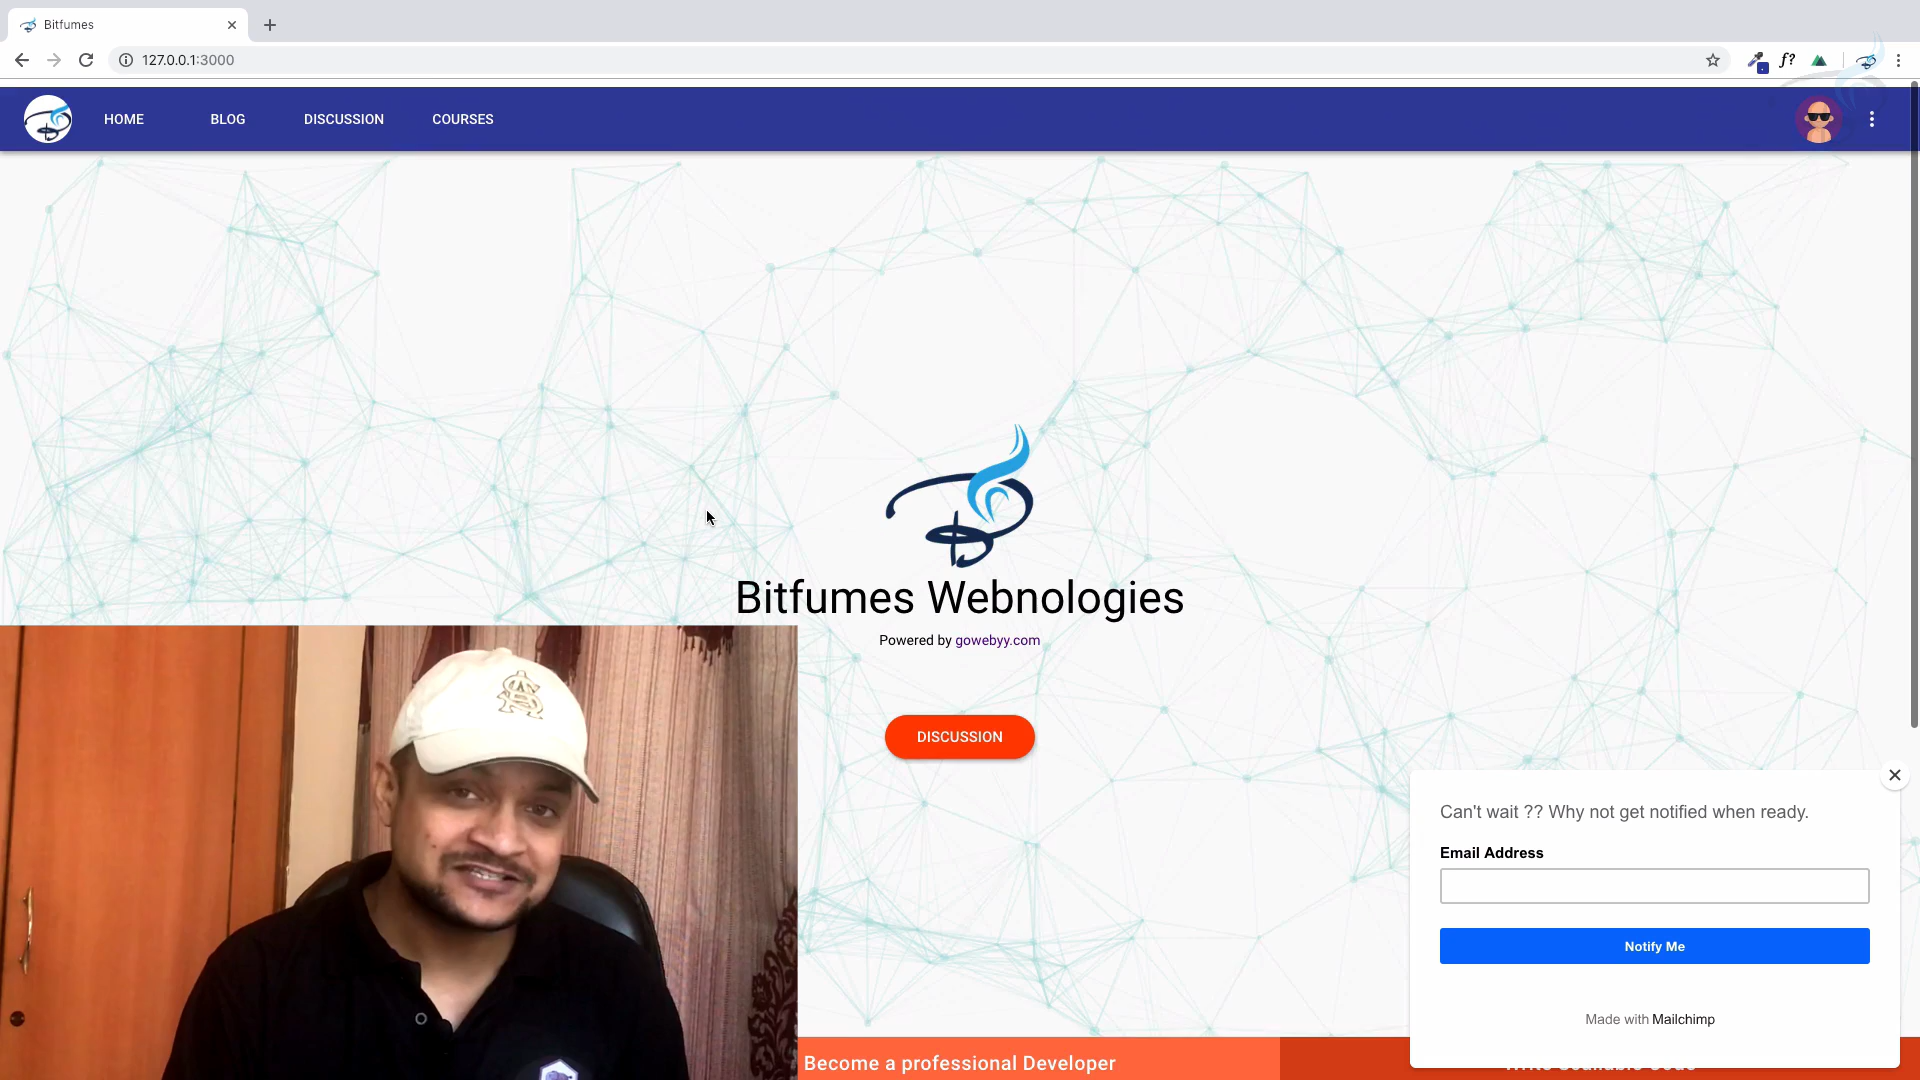 Bitfumes
127.0.0.1:3000
f?
HOME
BLOG
DISCUSSION
COURSES
Bitfumes Webnologies
Powered by gowebyy.com
DISCUSSION
Can't wait ?? Why not get notified when ready.
Email Address
Notify Me
Made with Mailchimp
Become a professional Developer